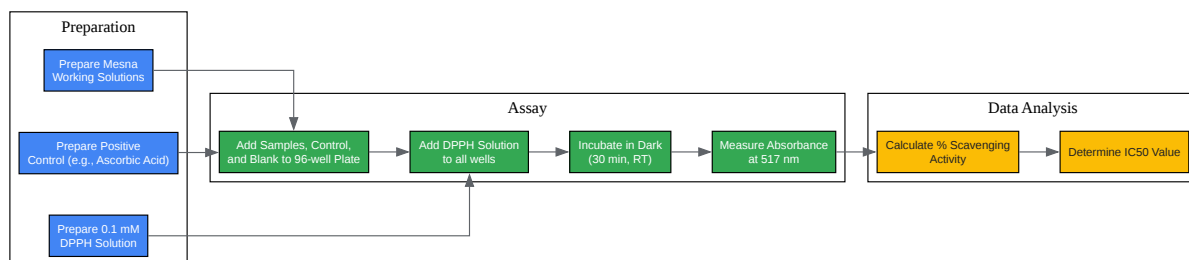 Preparation
Prepare Mesna
Working Solutions
Prepare Positive
Control (e.g., Ascorbic Acid)
Prepare 0.1 mM
DPPH Solution
Assay
Add Samples, Control,
and Blank to 96-well Plate
Add DPPH Solution
to all wells
Incubate in Dark
(30 min, RT)
Measure Absorbance
at 517 nm
Data Analysis
Calculate % Scavenging
Activity
Determine IC50 Value